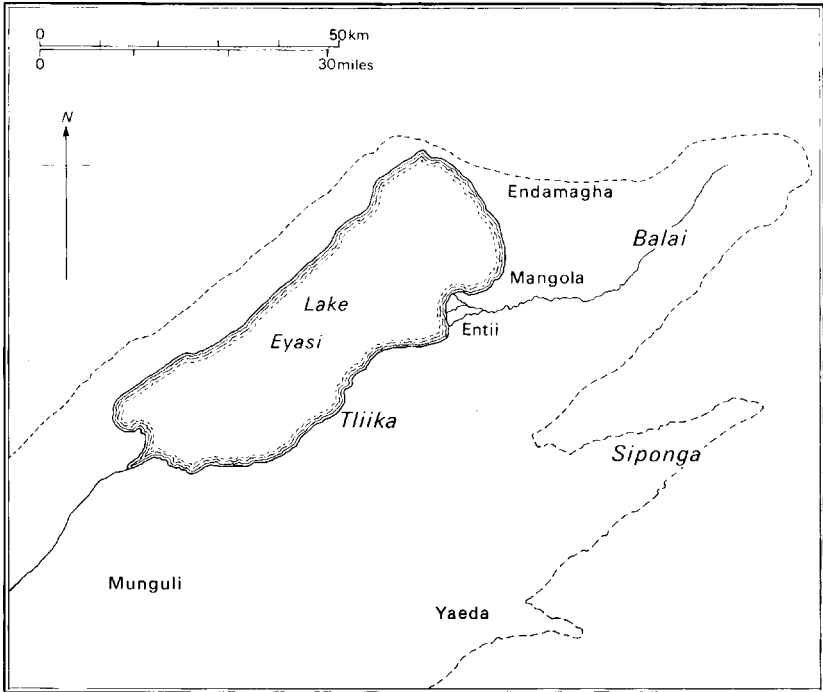 0 50km
0 30miles
N
Endamagha
Balai
Mangola
Lake
Eyasi
Entii
Tliika
Siponga
Munguli
Yaeda